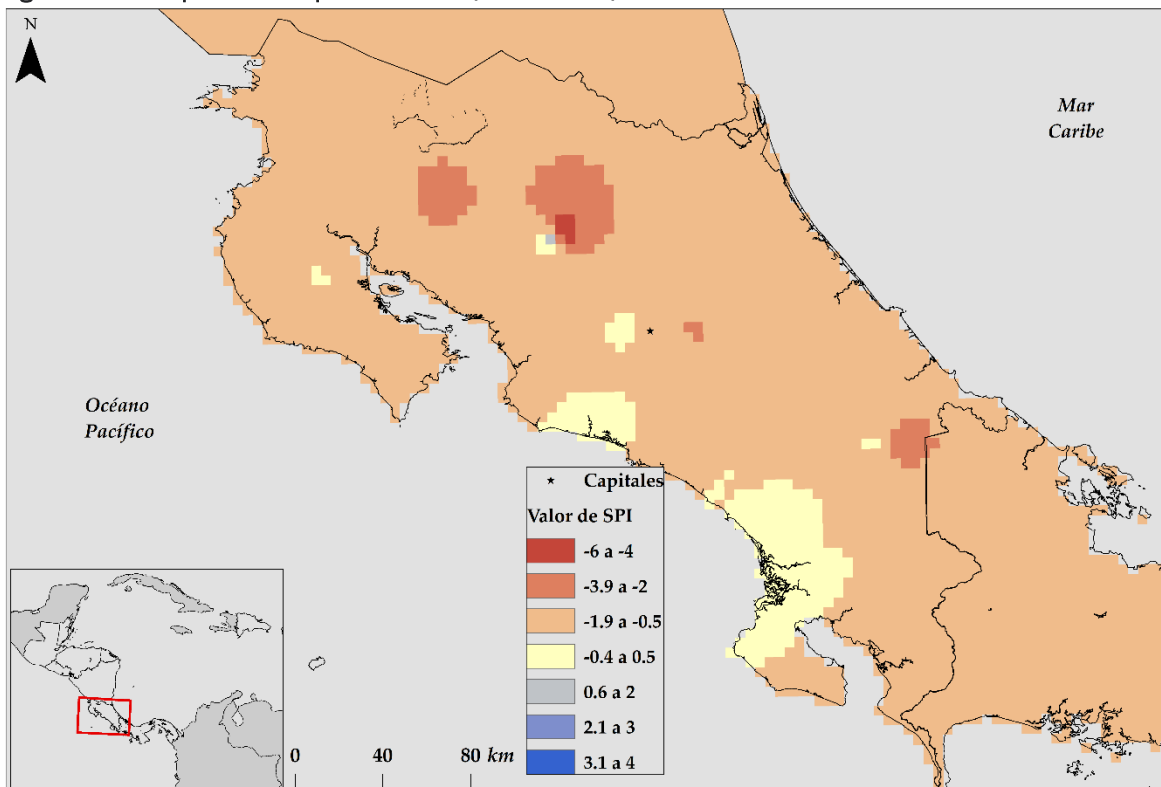 N
Mar
Caribe
Océano
Pacífico
Capitales
Valor de SPI
-6 a -4
-3.9 a -2
-1.9 a -0.5
-0.4 a 0.5
0.6 a 2
2.1 a 3
3.1 a 4
0 40 80 km